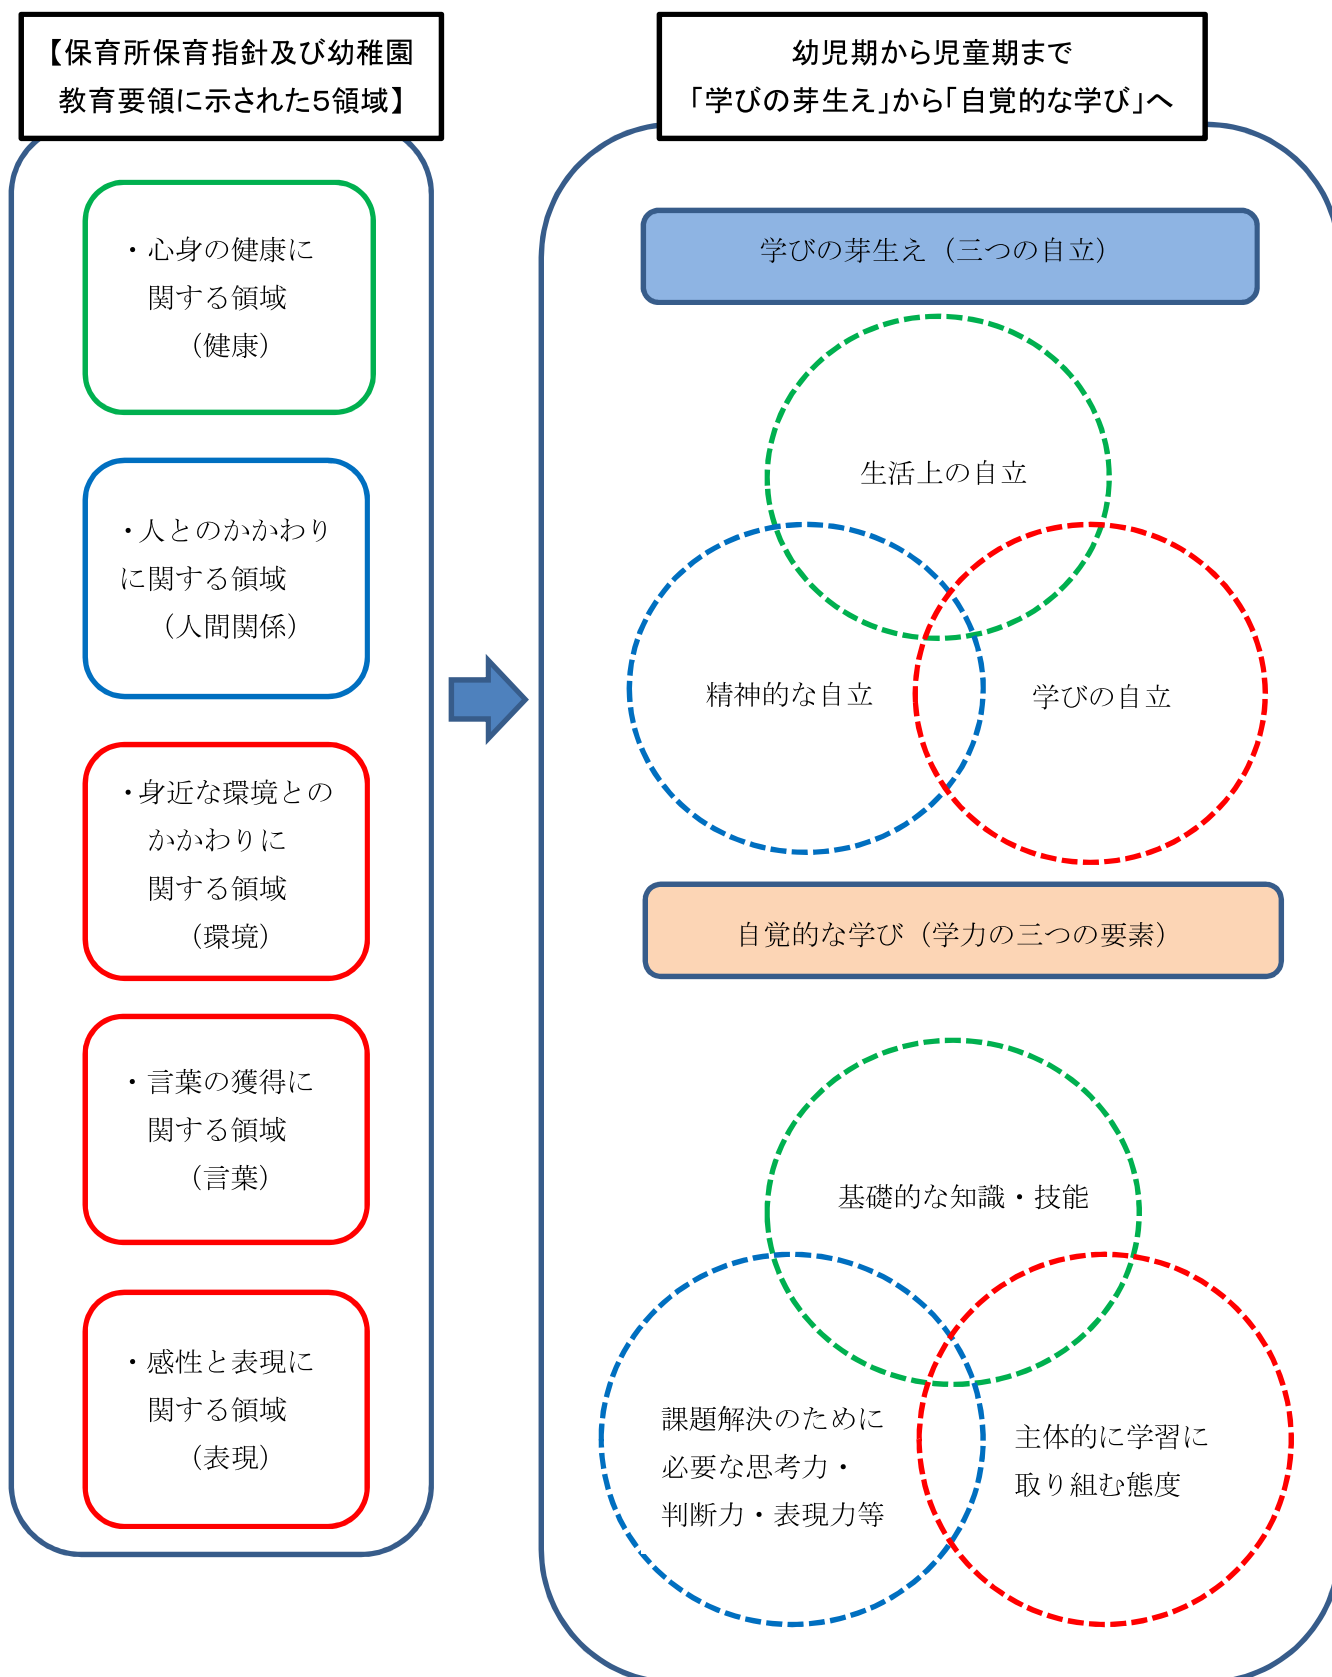 【保育所保育指針及び幼稚園
教育要領に示された5領域】
・心身の健康に
関する領域
（健康）
・人とのかかわり
に関する領域
（人間関係）
・身近な環境との
かかわりに
関する領域
（環境）
・言葉の獲得に
関する領域
（言葉）
・感性と表現に
関する領域
（表現）
幼児期から児童期まで
「学びの芽生え」から「自覚的な学び」へ
学びの芽生え（三つの自立）
生活上の自立
精神的な自立
学びの自立
自覚的な学び（学力の三つの要素）
基礎的な知識・技能
課題解決のために
必要な思考力・
判断力・表現力等
主体的に学習に
取り組む態度